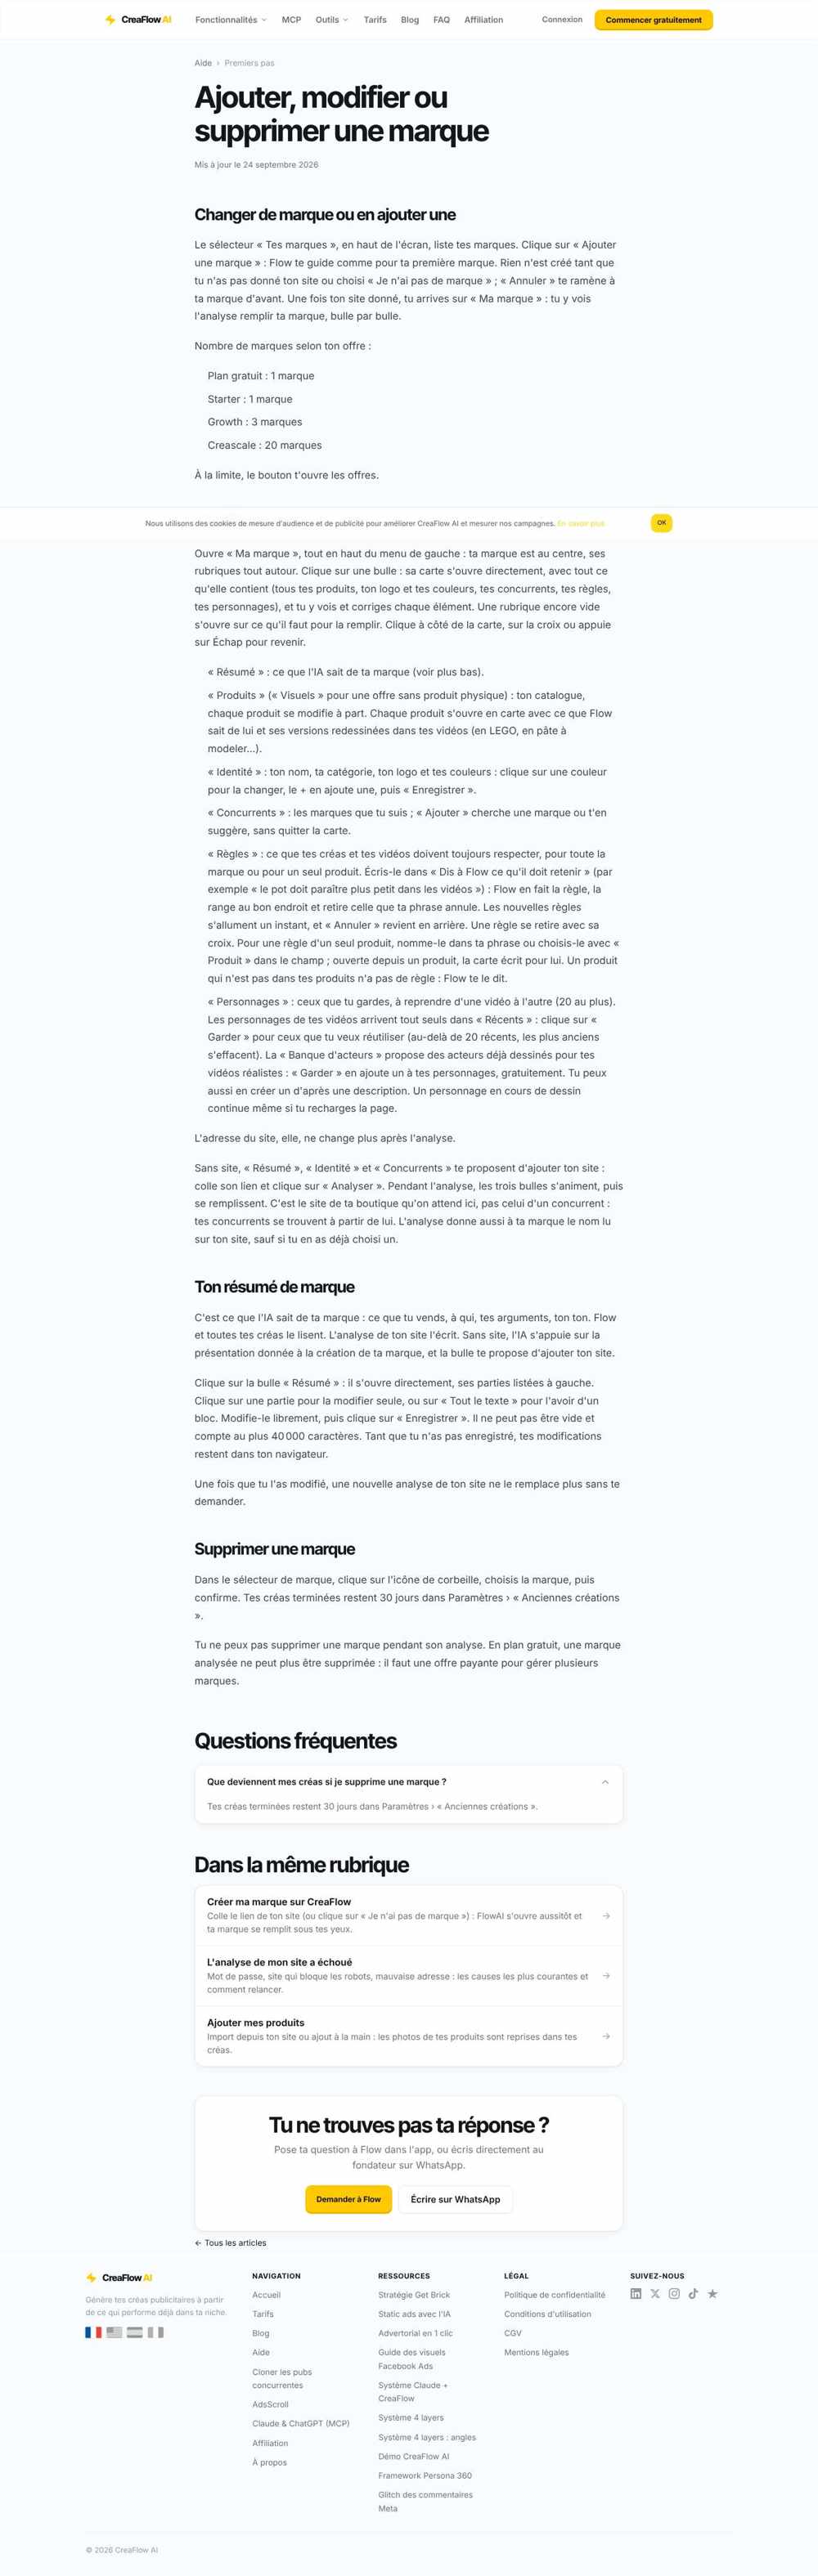 CreaFlow AI
Fonctionnalités
MCP
Outils
Tarifs
Blog
FAQ
Affiliation
Connexion
Commencer gratuitement
Aide › Premiers pas
Ajouter, modifier ou
supprimer une marque
Mis à jour le 24 septembre 2026
Changer de marque ou en ajouter une
Le sélecteur « Tes marques », en haut de l'écran, liste tes marques. Clique sur « Ajouter
une marque » : Flow te guide comme pour ta première marque. Rien n'est créé tant que
tu n'as pas donné ton site ou choisi « Je n'ai pas de marque » ; « Annuler » te ramène à
ta marque d'avant. Une fois ton site donné, tu arrives sur « Ma marque » : tu y vois
l'analyse remplir ta marque, bulle par bulle.
Nombre de marques selon ton offre :
Plan gratuit : 1 marque
Starter : 1 marque
Growth : 3 marques
Creascale : 20 marques
À la limite, le bouton t'ouvre les offres.
Nous utilisons des cookies de mesure d'audience et de publicité pour améliorer CreaFlow AI et mesurer nos campagnes. En savoir plus
OK
Ouvre « Ma marque », tout en haut du menu de gauche : ta marque est au centre, ses
rubriques tout autour. Clique sur une bulle : sa carte s'ouvre directement, avec tout ce
qu'elle contient (tous tes produits, ton logo et tes couleurs, tes concurrents, tes règles,
tes personnages), et tu y vois et corriges chaque élément. Une rubrique encore vide
s'ouvre sur ce qu'il faut pour la remplir. Clique à côté de la carte, sur la croix ou appuie
sur Échap pour revenir.
« Résumé » : ce que l'IA sait de ta marque (voir plus bas).
« Produits » (« Visuels » pour une offre sans produit physique) : ton catalogue,
chaque produit se modifie à part. Chaque produit s'ouvre en carte avec ce que Flow
sait de lui et ses versions redessinées dans tes vidéos (en LEGO, en pâte à
modeler…).
« Identité » : ton nom, ta catégorie, ton logo et tes couleurs : clique sur une couleur
pour la changer, le + en ajoute une, puis « Enregistrer ».
« Concurrents » : les marques que tu suis ; « Ajouter » cherche une marque ou t'en
suggère, sans quitter la carte.
« Règles » : ce que tes créas et tes vidéos doivent toujours respecter, pour toute la
marque ou pour un seul produit. Écris-le dans « Dis à Flow ce qu'il doit retenir » (par
exemple « le pot doit paraître plus petit dans les vidéos ») : Flow en fait la règle, la
range au bon endroit et retire celle que ta phrase annule. Les nouvelles règles
s'allument un instant, et « Annuler » revient en arrière. Une règle se retire avec sa
croix. Pour une règle d'un seul produit, nomme-le dans ta phrase ou choisis-le avec «
Produit » dans le champ ; ouverte depuis un produit, la carte écrit pour lui. Un produit
qui n'est pas dans tes produits n'a pas de règle : Flow te le dit.
« Personnages » : ceux que tu gardes, à reprendre d'une vidéo à l'autre (20 au plus).
Les personnages de tes vidéos arrivent tout seuls dans « Récents » : clique sur «
Garder » pour ceux que tu veux réutiliser (au-delà de 20 récents, les plus anciens
s'effacent). La « Banque d'acteurs » propose des acteurs déjà dessinés pour tes
vidéos réalistes : « Garder » en ajoute un à tes personnages, gratuitement. Tu peux
aussi en créer un d'après une description. Un personnage en cours de dessin
continue même si tu recharges la page.
L'adresse du site, elle, ne change plus après l'analyse.
Sans site, « Résumé », « Identité » et « Concurrents » te proposent d'ajouter ton site :
colle son lien et clique sur « Analyser ». Pendant l'analyse, les trois bulles s'animent, puis
se remplissent. C'est le site de ta boutique qu'on attend ici, pas celui d'un concurrent :
tes concurrents se trouvent à partir de lui. L'analyse donne aussi à ta marque le nom lu
sur ton site, sauf si tu en as déjà choisi un.
Ton résumé de marque
C'est ce que l'IA sait de ta marque : ce que tu vends, à qui, tes arguments, ton ton. Flow
et toutes tes créas le lisent. L'analyse de ton site l'écrit. Sans site, l'IA s'appuie sur la
présentation donnée à la création de ta marque, et la bulle te propose d'ajouter ton site.
Clique sur la bulle « Résumé » : il s'ouvre directement, ses parties listées à gauche.
Clique sur une partie pour la modifier seule, ou sur « Tout le texte » pour l'avoir d'un
bloc. Modifie-le librement, puis clique sur « Enregistrer ». Il ne peut pas être vide et
compte au plus 40 000 caractères. Tant que tu n'as pas enregistré, tes modifications
restent dans ton navigateur.
Une fois que tu l'as modifié, une nouvelle analyse de ton site ne le remplace plus sans te
demander.
Supprimer une marque
Dans le sélecteur de marque, clique sur l'icône de corbeille, choisis la marque, puis
confirme. Tes créas terminées restent 30 jours dans Paramètres › « Anciennes créations
».
Tu ne peux pas supprimer une marque pendant son analyse. En plan gratuit, une marque
analysée ne peut plus être supprimée : il faut une offre payante pour gérer plusieurs
marques.
Questions fréquentes
Que deviennent mes créas si je supprime une marque ?
Tes créas terminées restent 30 jours dans Paramètres › « Anciennes créations ».
Dans la même rubrique
Créer ma marque sur CreaFlow
Colle le lien de ton site (ou clique sur « Je n'ai pas de marque ») : FlowAI s'ouvre aussitôt et
ta marque se remplit sous tes yeux.
→
L'analyse de mon site a échoué
Mot de passe, site qui bloque les robots, mauvaise adresse : les causes les plus courantes et
comment relancer.
→
Ajouter mes produits
Import depuis ton site ou ajout à la main : les photos de tes produits sont reprises dans tes
créas.
→
Tu ne trouves pas ta réponse ?
Pose ta question à Flow dans l'app, ou écris directement au
fondateur sur WhatsApp.
Demander à Flow
Écrire sur WhatsApp
← Tous les articles
CreaFlow AI
Génère tes créas publicitaires à partir
de ce qui performe déjà dans ta niche.
NAVIGATION
Accueil
Tarifs
Blog
Aide
Cloner les pubs
concurrentes
AdsScroll
Claude & ChatGPT (MCP)
Affiliation
À propos
RESSOURCES
Stratégie Get Brick
Static ads avec l'IA
Advertorial en 1 clic
Guide des visuels
Facebook Ads
Système Claude +
CreaFlow
Système 4 layers
Système 4 layers : angles
Démo CreaFlow AI
Framework Persona 360
Glitch des commentaires
Meta
LÉGAL
Politique de confidentialité
Conditions d'utilisation
CGV
Mentions légales
SUIVEZ-NOUS
© 2026 CreaFlow AI